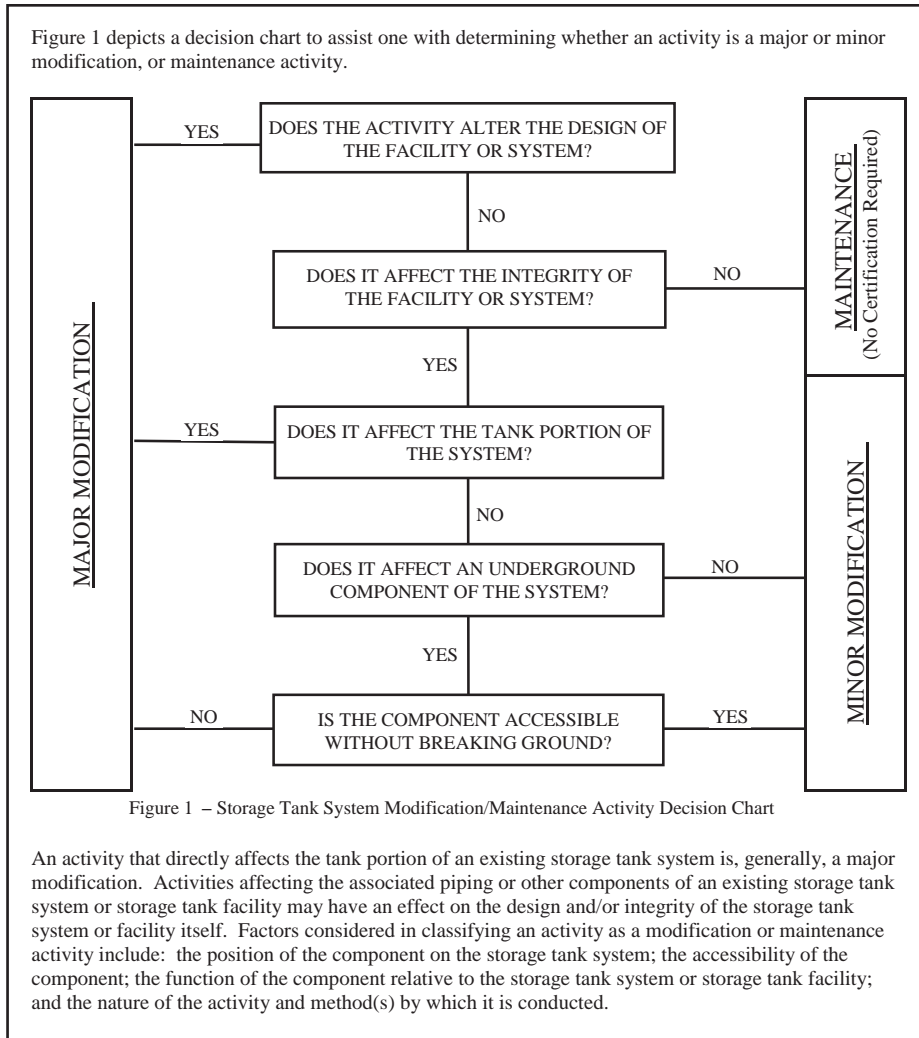 Figure 1 depicts a decision chart to assist one with determining whether an activity is a major or minor
modification, or maintenance activity.
YES
DOES THE ACTIVITY ALTER THE DESIGN OF
THE FACILITY OR SYSTEM?
NO
DOES IT AFFECT THE INTEGRITY OF
THE FACILITY OR SYSTEM?
NO
MAINTENANCE
(No Certification Required)
YES
MAJOR MODIFICATION
YES
DOES IT AFFECT THE TANK PORTION OF
THE SYSTEM?
NO
DOES IT AFFECT AN UNDERGROUND
COMPONENT OF THE SYSTEM?
NO
MINOR MODIFICATION
YES
NO
IS THE COMPONENT ACCESSIBLE
WITHOUT BREAKING GROUND?
YES
Figure 1 – Storage Tank System Modification/Maintenance Activity Decision Chart
An activity that directly affects the tank portion of an existing storage tank system is, generally, a major
modification. Activities affecting the associated piping or other components of an existing storage tank
system or storage tank facility may have an effect on the design and/or integrity of the storage tank
system or facility itself. Factors considered in classifying an activity as a modification or maintenance
activity include: the position of the component on the storage tank system; the accessibility of the
component; the function of the component relative to the storage tank system or storage tank facility;
and the nature of the activity and method(s) by which it is conducted.